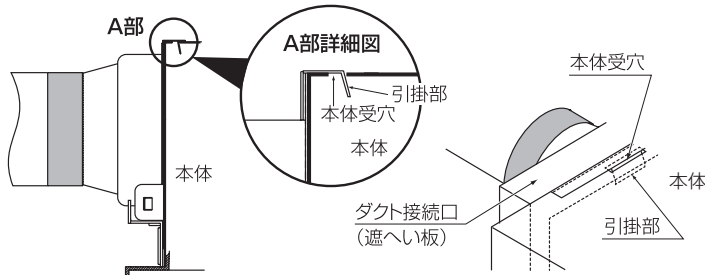 A部
A部詳細図
引掛部
本体受穴
本体
本体
本体受穴
本体
引掛部
ダクト接続口
(遮へい板)